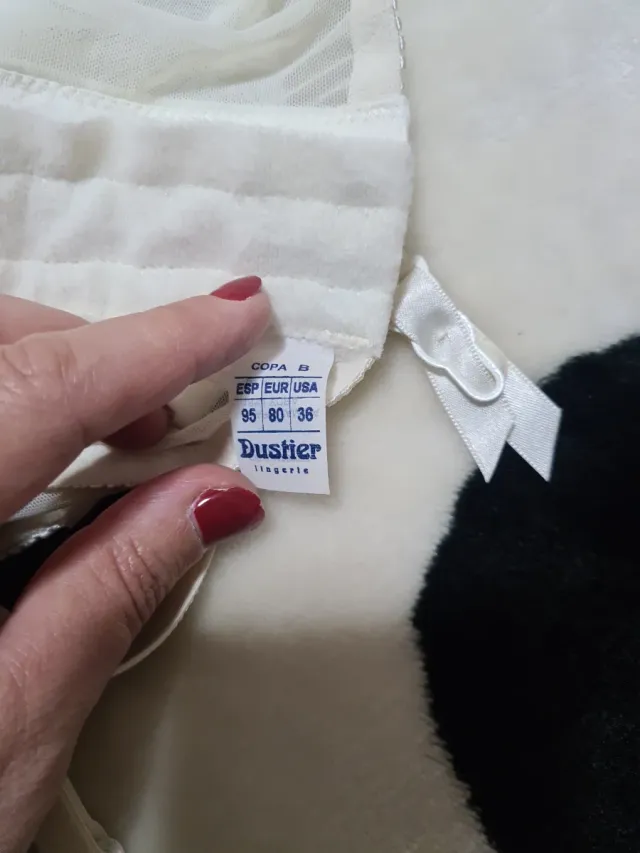 COPA B
ESP EUR USA
95 80 36
Dustier
lingerie